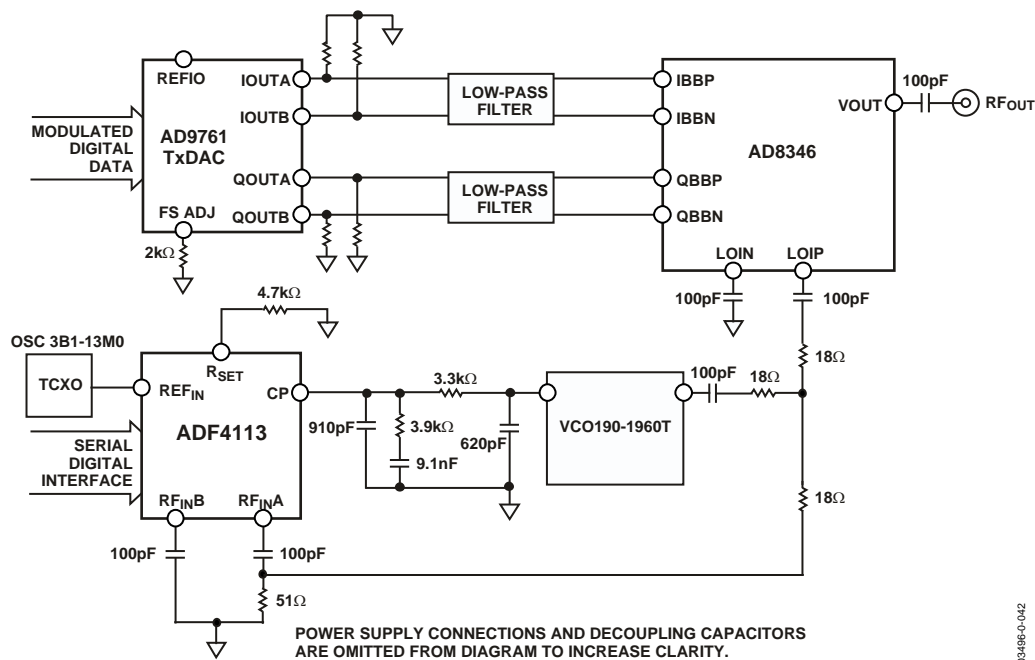 REFIO
IOUTA
IOUTB
QOUTA
QOUTB
FS ADJ
AD9761
TxDAC
MODULATED
DIGITAL
DATA
2kΩ
LOW-PASS
FILTER
LOW-PASS
FILTER
IBBP
IBBN
QBBP
QBBN
AD8346
VOUT
LOIN
LOIP
100pF
RFOUT
100pF
100pF
18Ω
4.7kΩ
OSC 3B1-13M0
TCXO
REFIN
RSET
CP
ADF4113
SERIAL
DIGITAL
INTERFACE
RFINB
RFINA
3.3kΩ
910pF
3.9kΩ
9.1nF
620pF
VCO190-1960T
100pF
18Ω
18Ω
100pF
100pF
51Ω
POWER SUPPLY CONNECTIONS AND DECOUPLING CAPACITORS
ARE OMITTED FROM DIAGRAM TO INCREASE CLARITY.